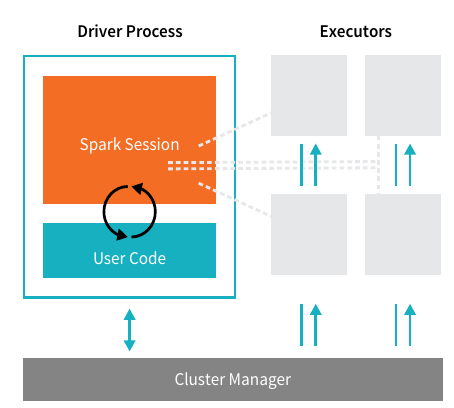 Driver Process
Executors
Spark Session
User Code
Cluster Manager